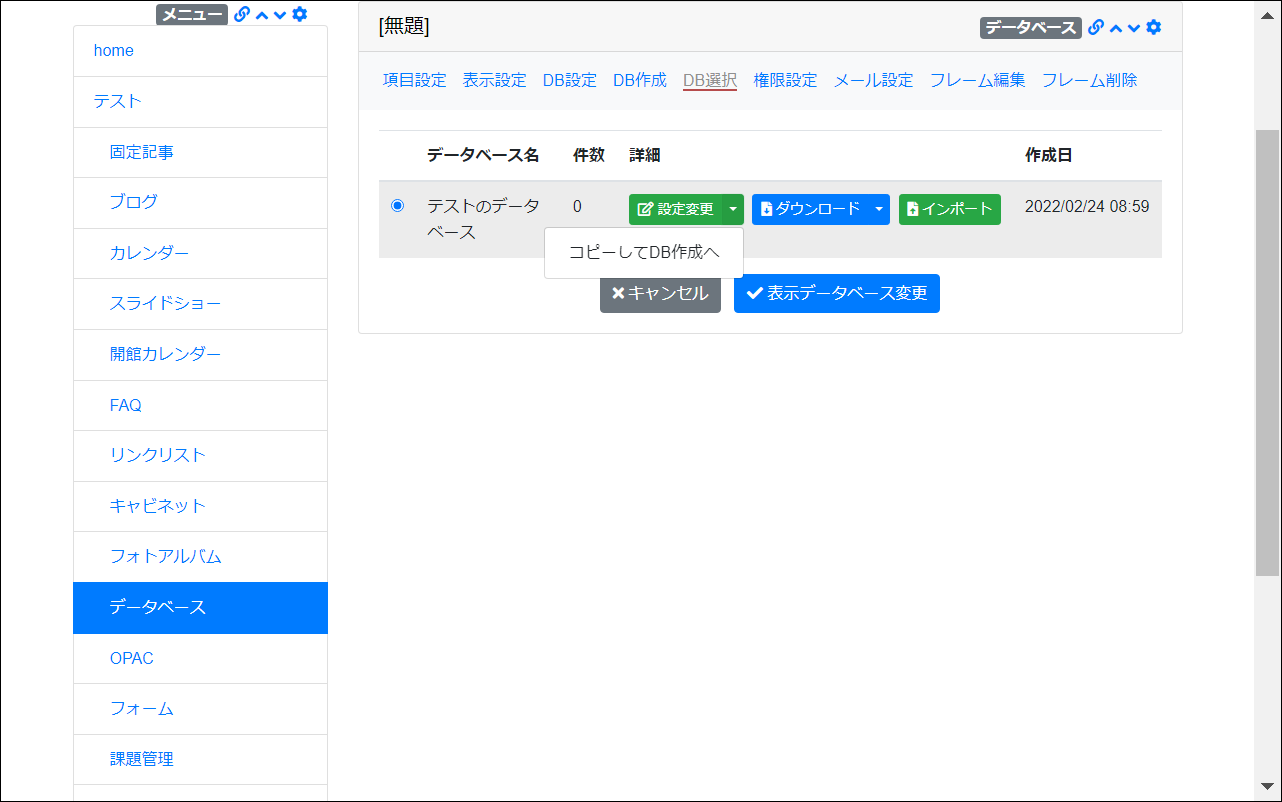 メニュー
home
テスト
固定記事
ブログ
カレンダー
スライドショー
開館カレンダー
FAQ
リンクリスト
キャビネット
フォトアルバム
データベース
OPAC
フォーム
課題管理
[無題]
データベース
項目設定 表示設定 DB設定 DB作成 DB選択 権限設定 メール設定 フレーム編集 フレーム削除
データベース名 件数 詳細 作成日
テストのデータ 0 設定変更 ダウンロード インポート 2022/02/24 08:59
ベース
コピーしてDB作成へ
キャンセル 表示データベース変更